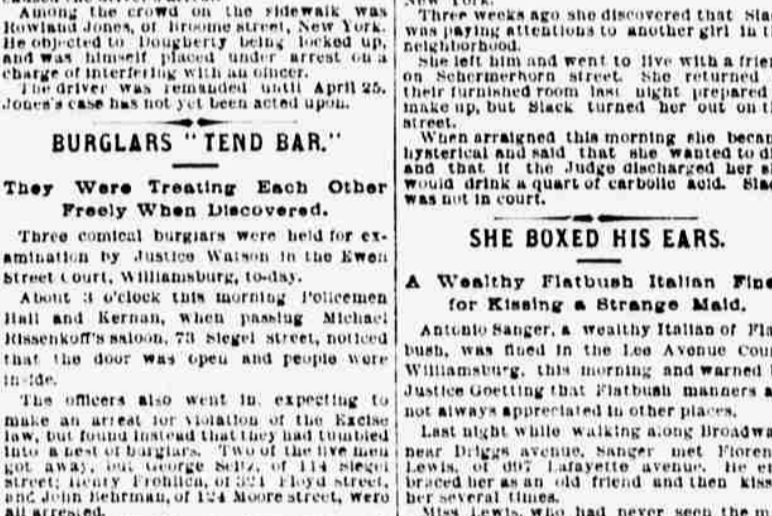 Among the crowd on the sidewalk was
Rowland Jones, of Broome street, New York.
He objected to Dougherty being locked up,
and was himself placed under arrest on a
charge of interfering with an officer.
The driver was remanded until April 25.
Jones's case has not yet been acted upon.
BURGLARS "TEND BAR."
They Were Treating Each Other
Freely When Discovered.
Three comical burglars were held for ex-
amination by Justice Watson in the Ewen
Street Court, Williamsburg, to-day.
About 3 o'clock this morning Policemen
Hall and Kernan, when passing Michael
Rissenkoff's saloon, 73 Siegel street, noticed
that the door was open and people were
inside.
The officers also went in, expecting to
make an arrest for violation of the Excise
law, but found instead that they had tumbled
into a nest of burglars. Two of the five men
got away, but George Seitz, of 114 Siegel
street; Henry Frohlich, of 321 Floyd street,
and John Behrman, of 124 Moore street, were
all arrested.
New York.
Three weeks ago she discovered that Slac
was paying attentions to another girl in t
neighborhood.
She left him and went to live with a frien
on Schermerhorn street. She returned
their furnished room last night prepared
make up, but Slack turned her out on t
street.
When arraigned this morning she becam
hysterical and said that she wanted to di
and that if the Judge discharged her s
would drink a quart of carbolic acid. Slac
was not in court.
SHE BOXED HIS EARS.
A Wealthy Flatbush Italian Fine
for Kissing a Strange Maid.
Antonio Sanger, a wealthy Italian of Fla
bush, was fined in the Lee Avenue Cour
Williamsburg, this morning and warned
Justice Goetting that Flatbush manners a
not always appreciated in other places.
Last night while walking along Broadwa
near Driggs avenue, Sanger met Floren
Lewis, of 697 Lafayette avenue. He e
braced her as an old friend and then kiss
her several times.
Miss Lewis, who had never seen the m